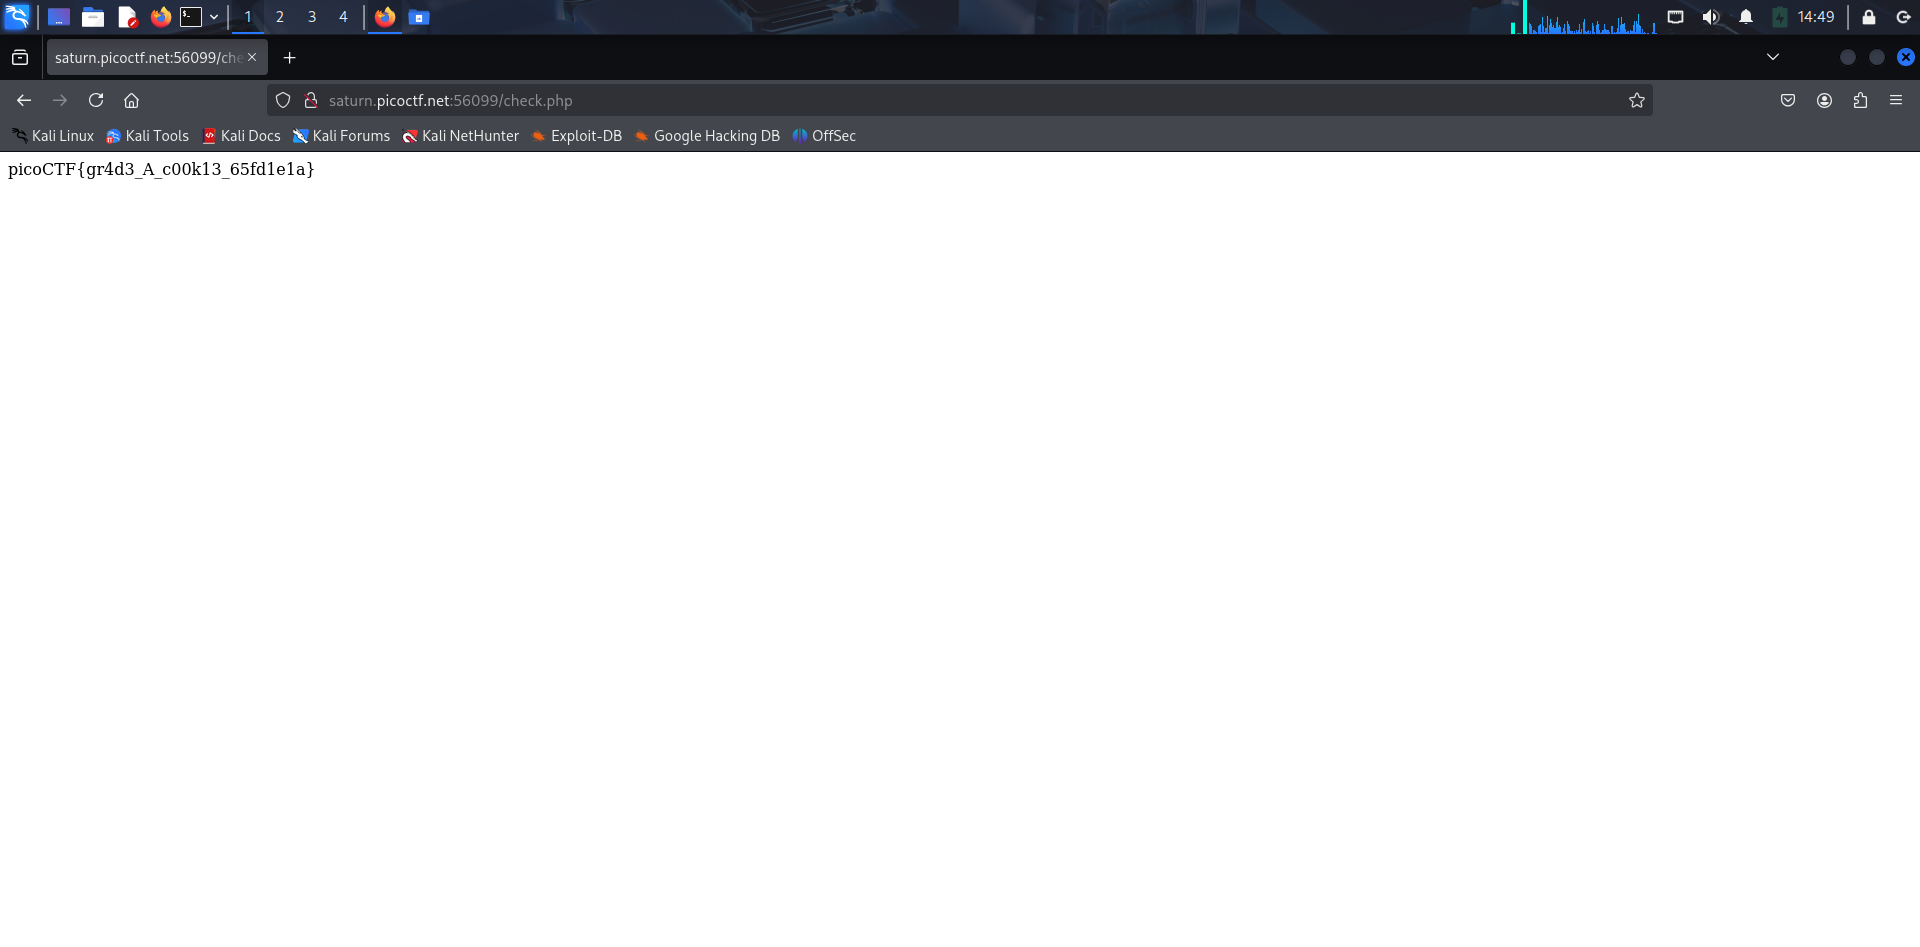 1 2 3 4 14:49
saturn.picoctf.net:56099/che
saturn.picoctf.net:56099/check.php
Kali Linux Kali Tools Kali Docs Kali Forums Kali NetHunter Exploit-DB Google Hacking DB OffSec
picoCTF{gr4d3_A_c00k13_65fd1e1a}